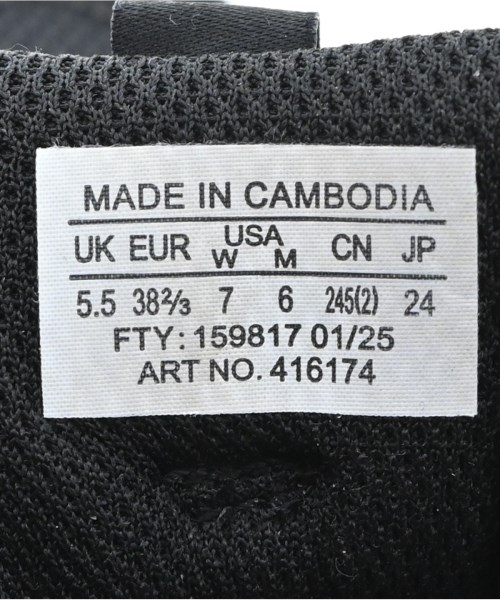 MADE IN CAMBODIA
UK EUR USA W M CN JP
5.5 38⅔ 7 6 245(2) 24
FTY: 159817 01/25
ART NO. 416174